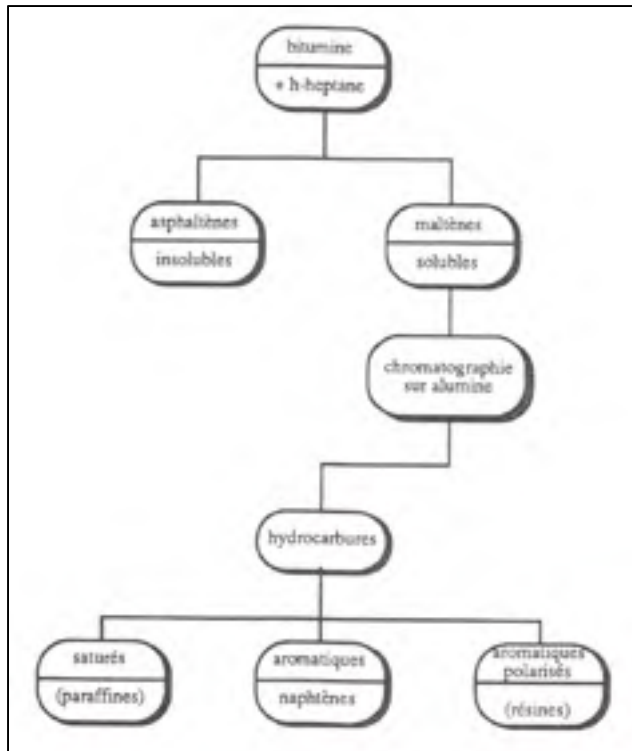 bitumine
+ h-heptane
asphaltènes
insolubles
maltènes
solubles
chromatographie
sur alumine
hydrocarbures
saturés
(paraffines)
aromatiques
naphtènes
aromatiques
polarisés
(résines)